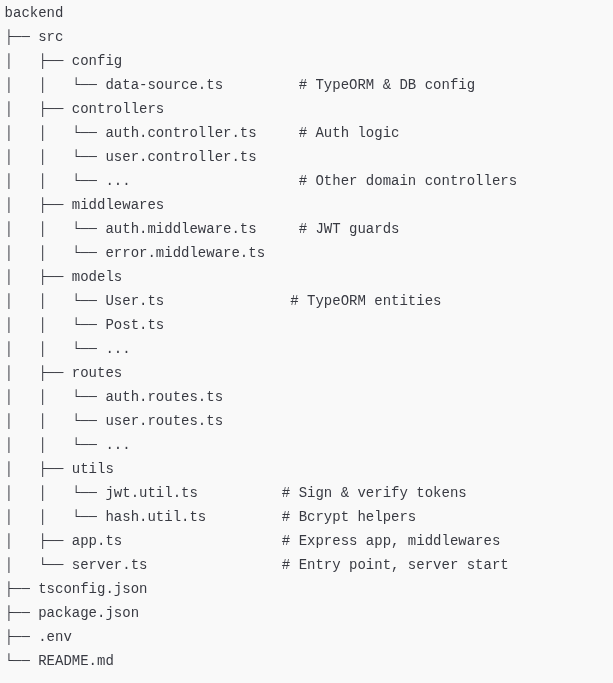 backend
├── src
│   ├── config
│   │   └── data-source.ts         # TypeORM & DB config
│   ├── controllers
│   │   └── auth.controller.ts     # Auth logic
│   │   └── user.controller.ts
│   │   └── ...                    # Other domain controllers
│   ├── middlewares
│   │   └── auth.middleware.ts     # JWT guards
│   │   └── error.middleware.ts
│   ├── models
│   │   └── User.ts               # TypeORM entities
│   │   └── Post.ts
│   │   └── ...
│   ├── routes
│   │   └── auth.routes.ts
│   │   └── user.routes.ts
│   │   └── ...
│   ├── utils
│   │   └── jwt.util.ts          # Sign & verify tokens
│   │   └── hash.util.ts         # Bcrypt helpers
│   ├── app.ts                   # Express app, middlewares
│   └── server.ts                # Entry point, server start
├── tsconfig.json
├── package.json
├── .env
└── README.md